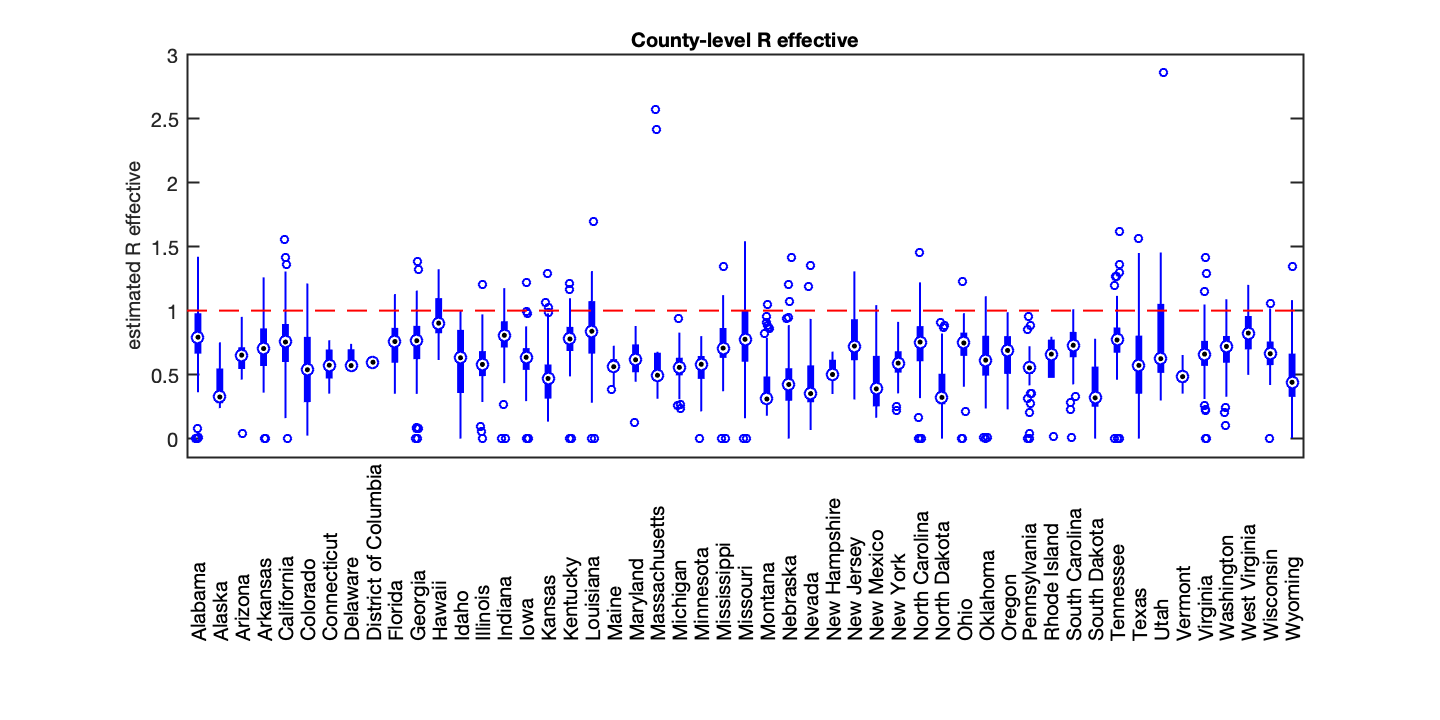 County-level R effective
3
2.5
2
1.5
1
0.5
0
estimated R effective
Alabama
Alaska
Arizona
Arkansas
California
Colorado
Connecticut
Delaware
District of Columbia
Florida
Georgia
Hawaii
Idaho
Illinois
Indiana
Iowa
Kansas
Kentucky
Louisiana
Maine
Maryland
Massachusetts
Michigan
Minnesota
Mississippi
Missouri
Montana
Nebraska
Nevada
New Hampshire
New Jersey
New Mexico
New York
North Carolina
North Dakota
Ohio
Oklahoma
Oregon
Pennsylvania
Rhode Island
South Carolina
South Dakota
Tennessee
Texas
Utah
Vermont
Virginia
Washington
West Virginia
Wisconsin
Wyoming